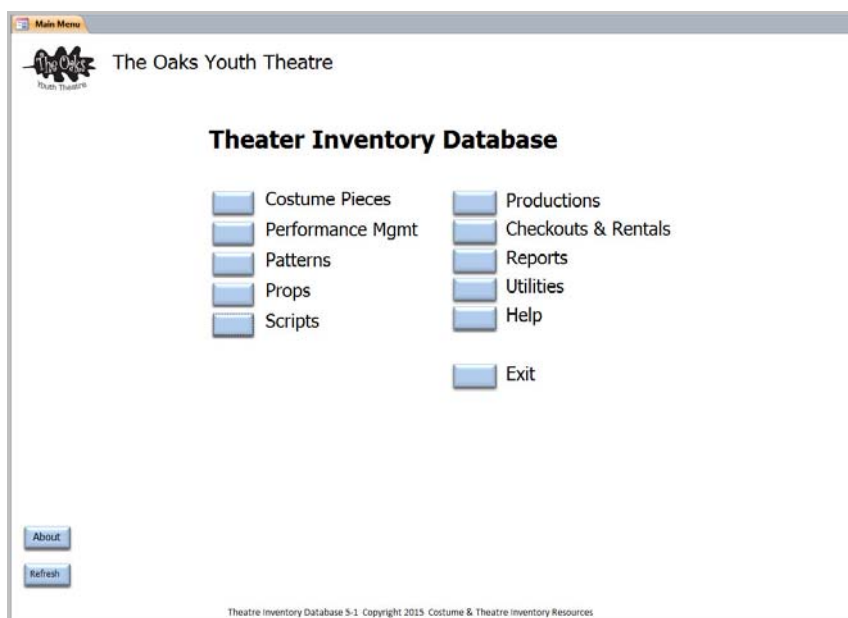 Main Menu
The Oaks
Youth Theatre
The Oaks Youth Theatre
Theater Inventory Database
Costume Pieces
Performance Mgmt
Patterns
Props
Scripts
Productions
Checkouts & Rentals
Reports
Utilities
Help
Exit
About
Refresh
Theatre Inventory Database 5-1 Copyright 2015 Costume & Theatre Inventory Resources